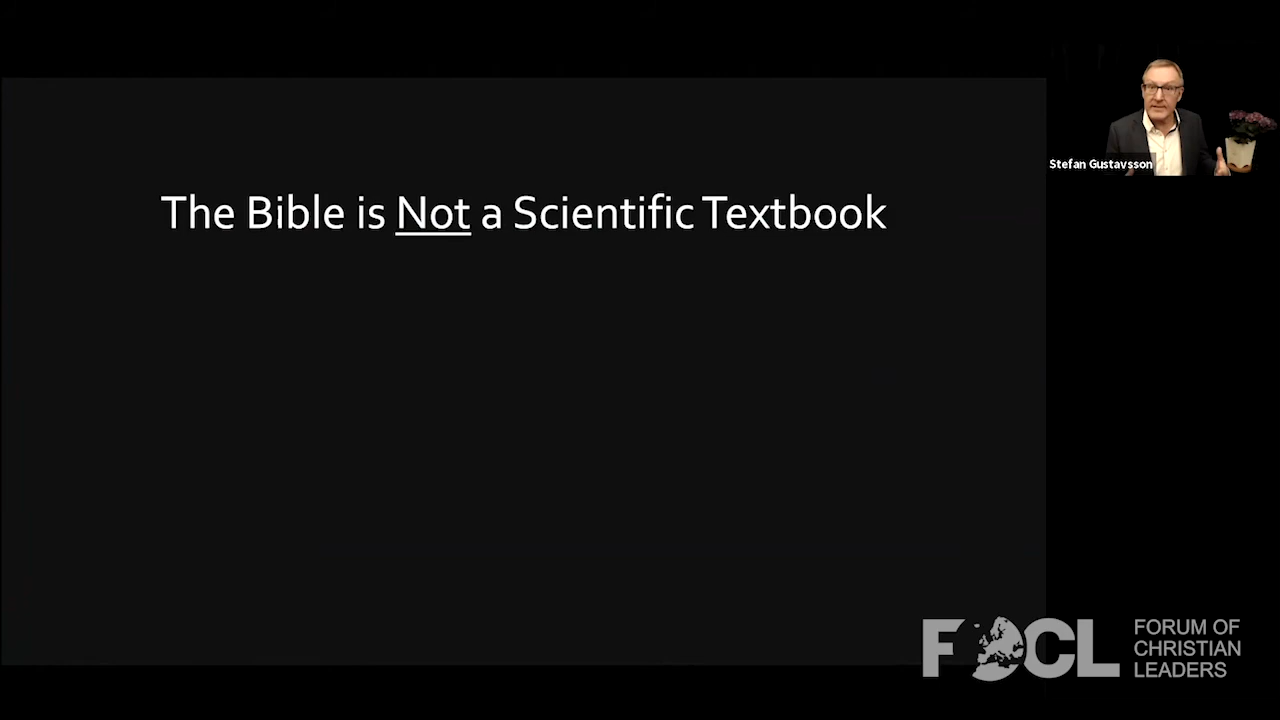 The Bible is Not a Scientific Textbook
Stefan Gustavsson
FOCL
FORUM OF
CHRISTIAN
LEADERS